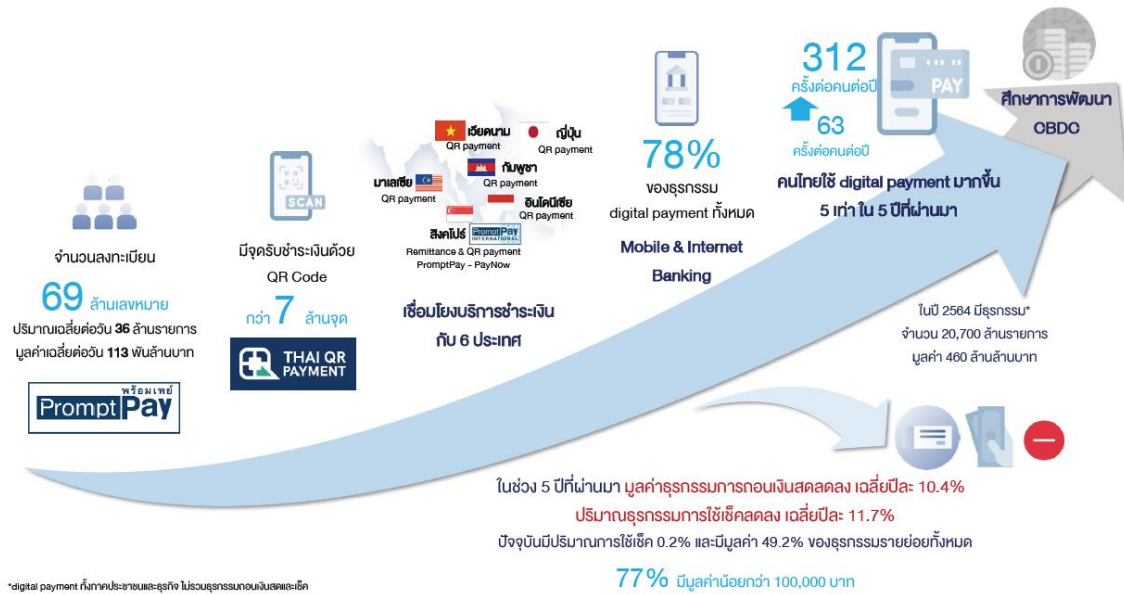 จำนวนลงทะเบียน
69 ล้านเลขหมาย
ปริมาณเฉลี่ยต่อวัน 36 ล้านรายการ
มูลค่าเฉลี่ยต่อวัน 113 พันล้านบาท
พร้อมเพย์
PromptPay
SCAN
มีจุดรับชำระเงินด้วย
QR Code
กว่า 7 ล้านจุด
THAI QR
PAYMENT
เวียดนาม
QR payment
ญี่ปุ่น
QR payment
กัมพูชา
QR payment
มาเลเซีย
QR payment
อินโดนีเซีย
QR payment
สิงคโปร์
PromptPay
INTERNATIONAL
Remittance & QR payment
PromptPay - PayNow
เชื่อมโยงบริการชำระเงิน
กับ 6 ประเทศ
78%
ของธุรกรรม
digital payment ทั้งหมด
Mobile & Internet
Banking
312
ครั้งต่อคนต่อปี
63
ครั้งต่อคนต่อปี
PAY
คนไทยใช้ digital payment มากขึ้น
5 เท่า ใน 5 ปีที่ผ่านมา
ศึกษาการพัฒนา
CBDC
ในปี 2564 มีธุรกรรม*
จำนวน 20,700 ล้านรายการ
มูลค่า 460 ล้านล้านบาท
ในช่วง 5 ปีที่ผ่านมา มูลค่าธุรกรรมการถอนเงินสดลดลง เฉลี่ยปีละ 10.4%
ปริมาณธุรกรรมการใช้เช็คลดลง เฉลี่ยปีละ 11.7%
ปัจจุบันมีปริมาณการใช้เช็ค 0.2% และมีมูลค่า 49.2% ของธุรกรรมรายย่อยทั้งหมด
77% มีมูลค่าน้อยกว่า 100,000 บาท
*digital payment ทั้งภาคประชาชนและธุรกิจ ไม่รวมธุรกรรมถอนเงินสดและเช็ค